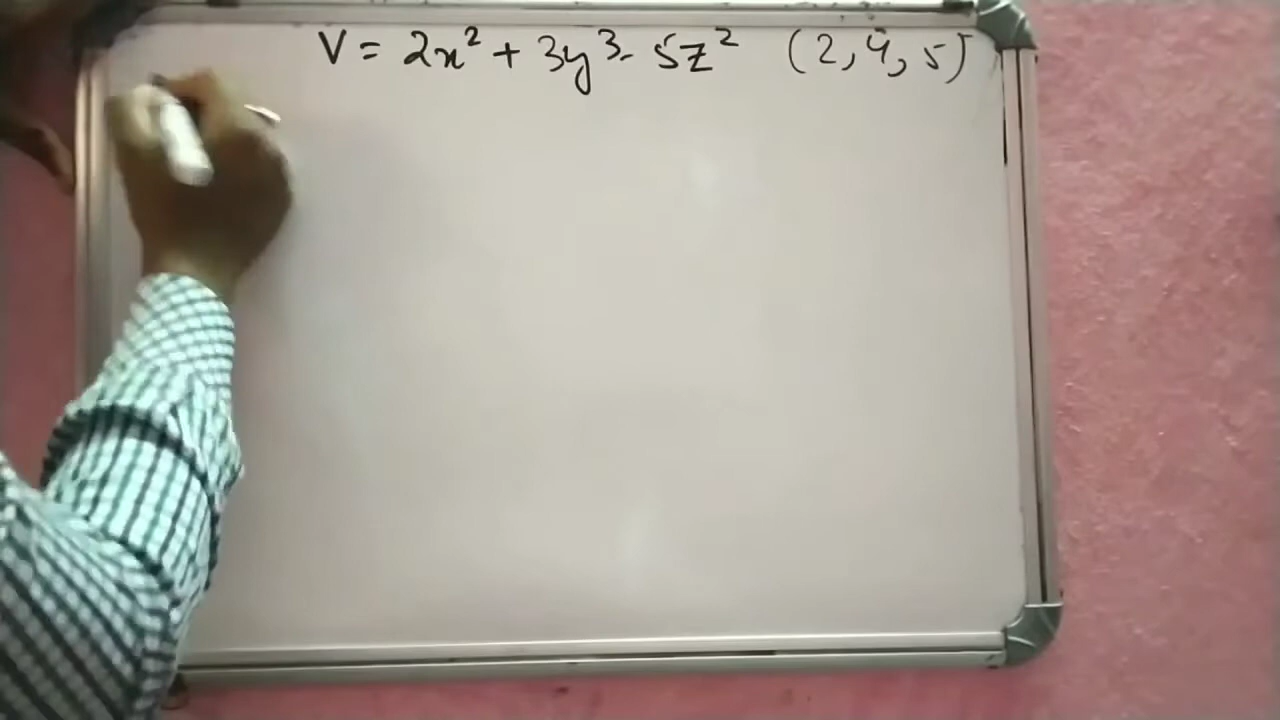 V = 2x² + 3y³ - 5z² (2, 4, 5)